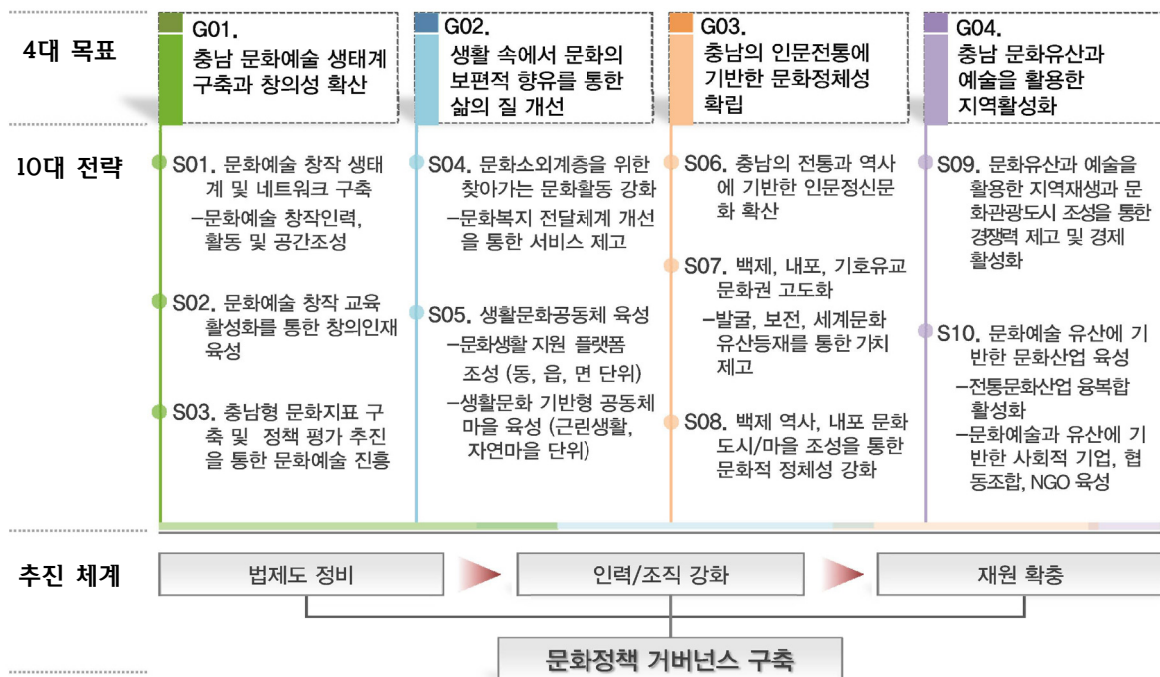 4대 목표
G01.
충남 문화예술 생태계
구축과 창의성 확산
G02.
생활 속에서 문화의
보편적 향유를 통한
삶의 질 개선
G03.
충남의 인문전통에
기반한 문화정체성
확립
G04.
충남 문화유산과
예술을 활용한
지역활성화
10대 전략
S01. 문화예술 창작 생태
계 및 네트워크 구축
-문화예술 창작인력,
활동 및 공간조성
S02. 문화예술 창작 교육
활성화를 통한 창의인재
육성
S03. 충남형 문화지표 구
축 및 정책 평가 추진
을 통한 문화예술 진흥
S04. 문화소외계층을 위한
찾아가는 문화활동 강화
-문화복지 전달체계 개선
을 통한 서비스 제고
S05. 생활문화공동체 육성
-문화생활 지원 플랫폼
조성 (동, 읍, 면 단위)
-생활문화 기반형 공동체
마을 육성 (근린생활,
자연마을 단위)
S06. 충남의 전통과 역사
에 기반한 인문정신문
화 확산
S07. 백제, 내포, 기호유교
문화권 고도화
-발굴, 보전, 세계문화
유산등재를 통한 가치
제고
S08. 백제 역사, 내포 문화
도시/마을 조성을 통한
문화적 정체성 강화
S09. 문화유산과 예술을
활용한 지역재생과 문
화관광도시 조성을 통한
경쟁력 제고 및 경제
활성화
S10. 문화예술 유산에 기
반한 문화산업 육성
-전통문화산업 융복합
활성화
-문화예술과 유산에 기
반한 사회적 기업, 협
동조합, NGO 육성
추진 체계
법제도 정비
인력/조직 강화
재원 확충
문화정책 거버넌스 구축